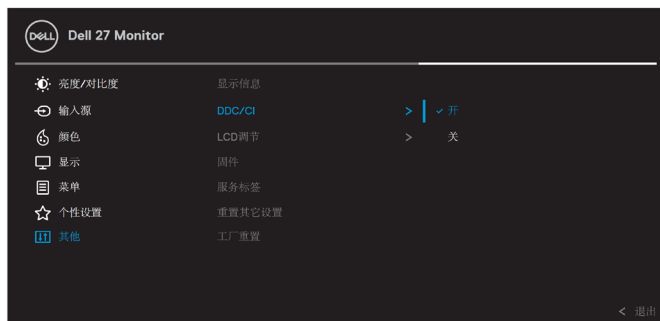 DELL Dell 27 Monitor
亮度/对比度 显示信息
输入源 DDC/CI > ✓ 开
颜色 LCD调节 > 关
显示 固件
菜单 服务标签
个性设置 重置其它设置
其他 工厂重置
< 退出